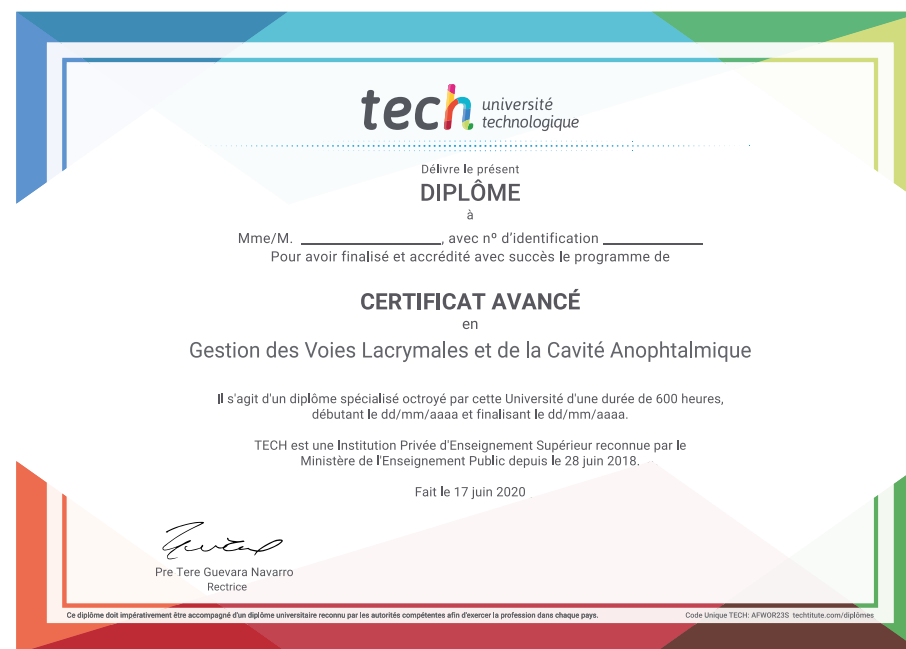 tech université
technologique
Délivre le présent
DIPLÔME
à
Mme/M. ____________________, avec nº d'identification ______________
Pour avoir finalisé et accrédité avec succès le programme de
CERTIFICAT AVANCÉ
en
Gestion des Voies Lacrymales et de la Cavité Anophtalmique
Il s'agit d'un diplôme spécialisé octroyé par cette Université d'une durée de 600 heures,
débutant le dd/mm/aaaa et finalisant le dd/mm/aaaa.
TECH est une Institution Privée d'Enseignement Supérieur reconnue par le
Ministère de l'Enseignement Public depuis le 28 juin 2018.
Fait le 17 juin 2020
Pre Tere Guevara Navarro
Rectrice
Ce diplôme doit impérativement être accompagné d'un diplôme universitaire reconnu par les autorités compétentes afin d'exercer la profession dans chaque pays.
Code Unique TECH: AFWOR23S techtitute.com/diplômes